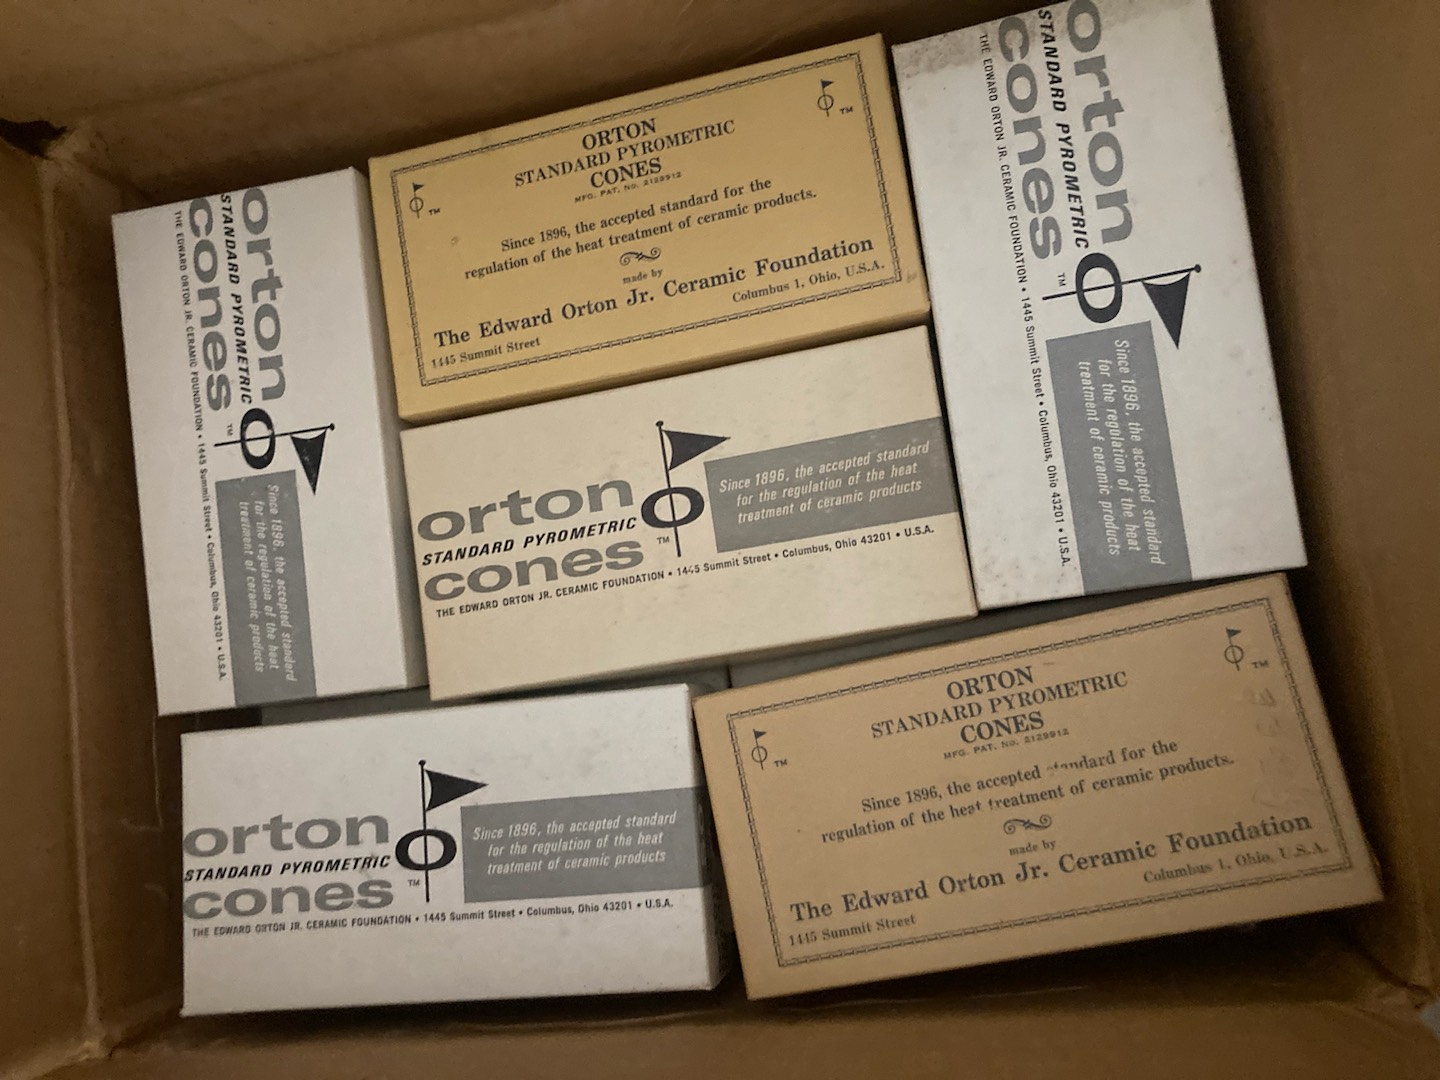 orton
STANDARD PYROMETRIC
cones
TM
THE EDWARD ORTON JR. CERAMIC FOUNDATION • 1445 Summit Street • Columbus, Ohio 43201 • U.S.A.
Since 1896, the accepted standard
for the regulation of the heat
treatment of ceramic products
ORTON
STANDARD PYROMETRIC
CONES
MFG. PAT. No. 2129912
TM
TM
Since 1896, the accepted standard for the
regulation of the heat treatment of ceramic products.
made by
The Edward Orton Jr. Ceramic Foundation
1445 Summit Street
Columbus 1, Ohio, U.S.A.
orton
STANDARD PYROMETRIC
cones
TM
THE EDWARD ORTON JR. CERAMIC FOUNDATION • 1445 Summit Street • Columbus, Ohio 43201 • U.S.A.
Since 1896, the accepted standard
for the regulation of the heat
treatment of ceramic products
orton
STANDARD PYROMETRIC
cones
TM
THE EDWARD ORTON JR. CERAMIC FOUNDATION • 1445 Summit Street • Columbus, Ohio 43201 • U.S.A.
Since 1896, the accepted standard
for the regulation of the heat
treatment of ceramic products
orton
STANDARD PYROMETRIC
cones
TM
THE EDWARD ORTON JR. CERAMIC FOUNDATION • 1445 Summit Street • Columbus, Ohio 43201 • U.S.A.
Since 1896, the accepted standard
for the regulation of the heat
treatment of ceramic products
ORTON
STANDARD PYROMETRIC
CONES
MFG. PAT. No. 2129912
TM
TM
Since 1896, the accepted standard for the
regulation of the heat treatment of ceramic products.
made by
The Edward Orton Jr. Ceramic Foundation
1445 Summit Street
Columbus 1, Ohio, U.S.A.